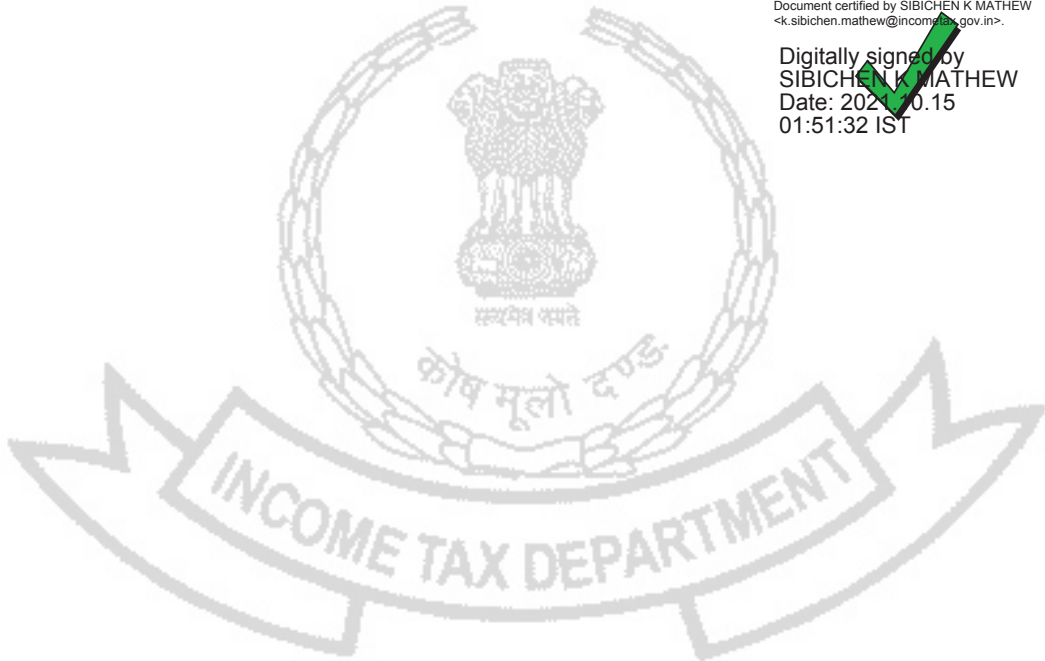 Document certified by SIBICHEN K MATHEW
<k.sibichen.mathew@incometax.gov.in>.
Digitally signed by
SIBICHEN K MATHEW
Date: 2021.10.15
01:51:32 IST
सत्यमेव जयते
कोष मूलो दण्ड:
INCOME TAX DEPARTMENT